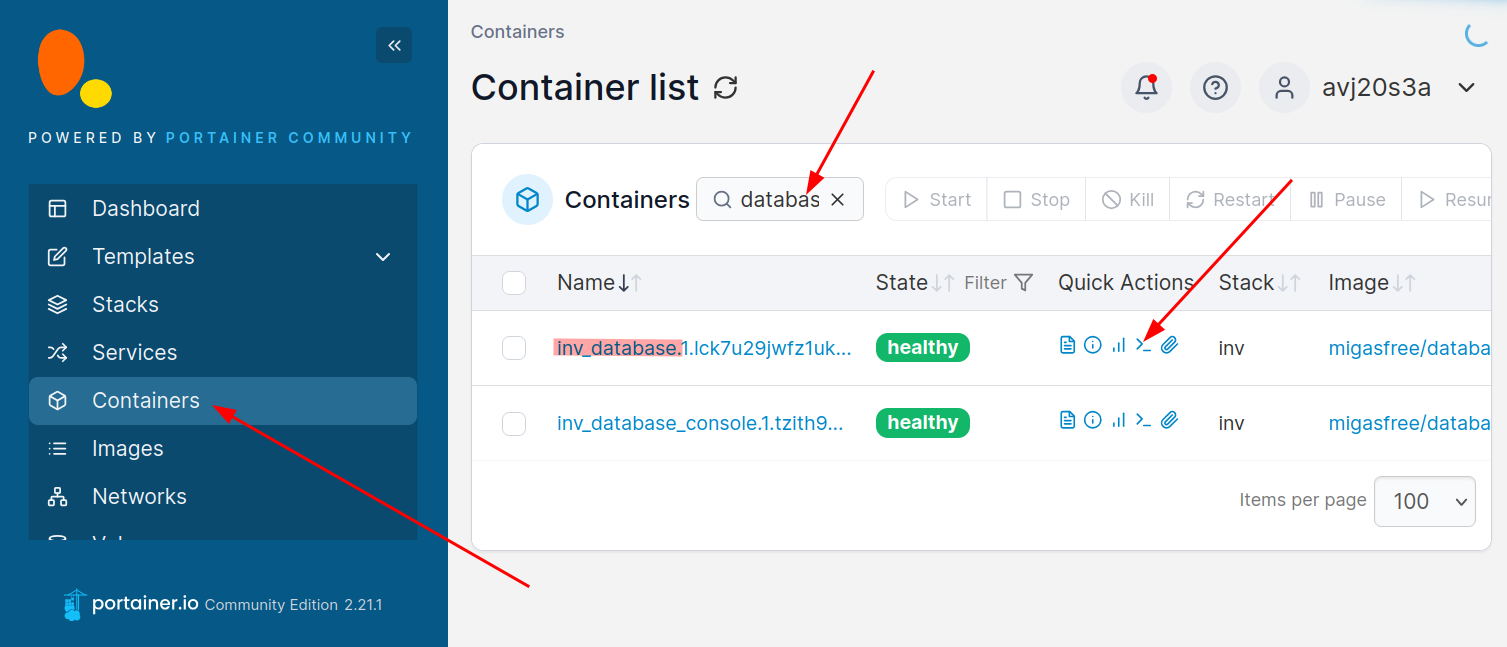 POWERED BY PORTAINER COMMUNITY
Dashboard
Templates
Stacks
Services
Containers
Images
Networks
portainer.io Community Edition 2.21.1
Containers
Container list
avj20s3a
Containers databas Start Stop Kill Restart Pause Resum
Name State Filter Quick Actions Stack Image
inv_database.1.lck7u29jwfz1uk... healthy inv migasfree/databa
inv_database_console.1.tzith9... healthy inv migasfree/databa
Items per page 100